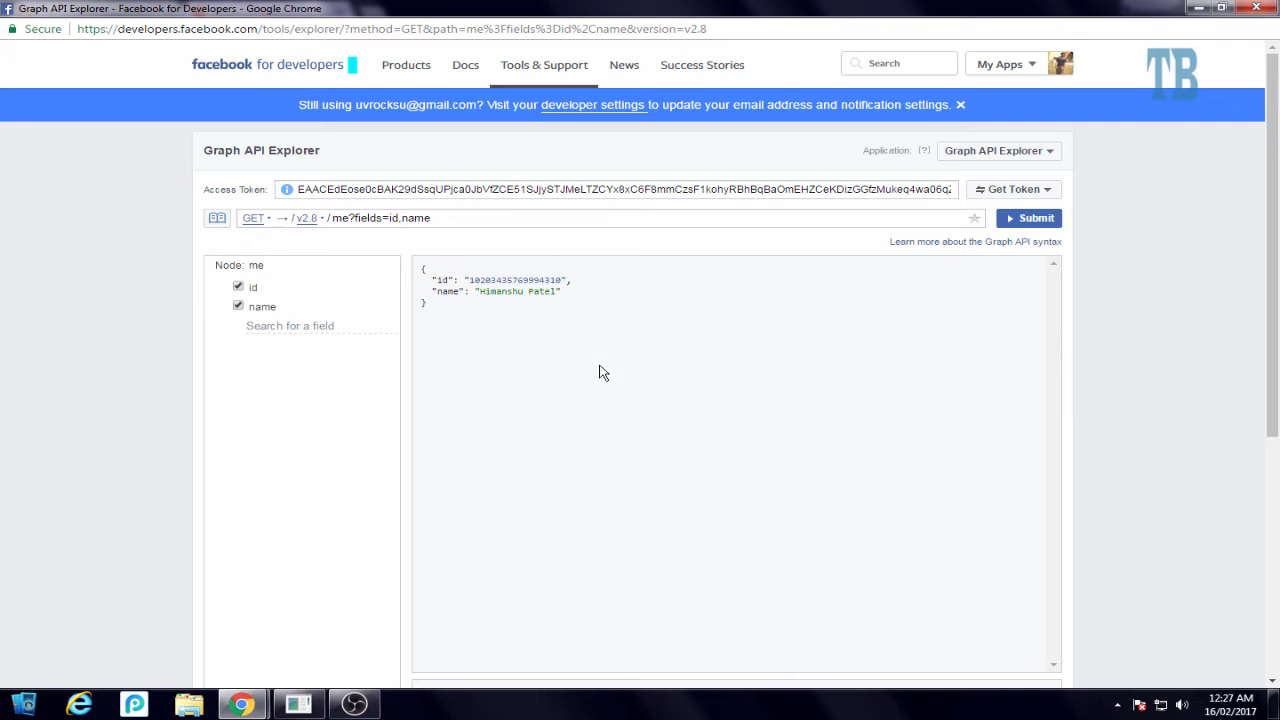 Graph API Explorer - Facebook for Developers - Google Chrome
Secure https://developers.facebook.com/tools/explorer/?method=GET&path=me%3Ffields%3Did%2Cname&version=v2.8
facebook for developers Products Docs Tools & Support News Success Stories Search My Apps TB
Still using uvrocksu@gmail.com? Visit your developer settings to update your email address and notification settings. ×
Graph API Explorer Application: [?] Graph API Explorer
Access Token: Get Token
GET → / v2.8 / me?fields=id,name Submit
Learn more about the Graph API syntax
Node: me
id
name
Search for a field
{
"id": "10203435769994310",
"name": "Himanshu Patel"
}
12:27 AM
16/02/2017